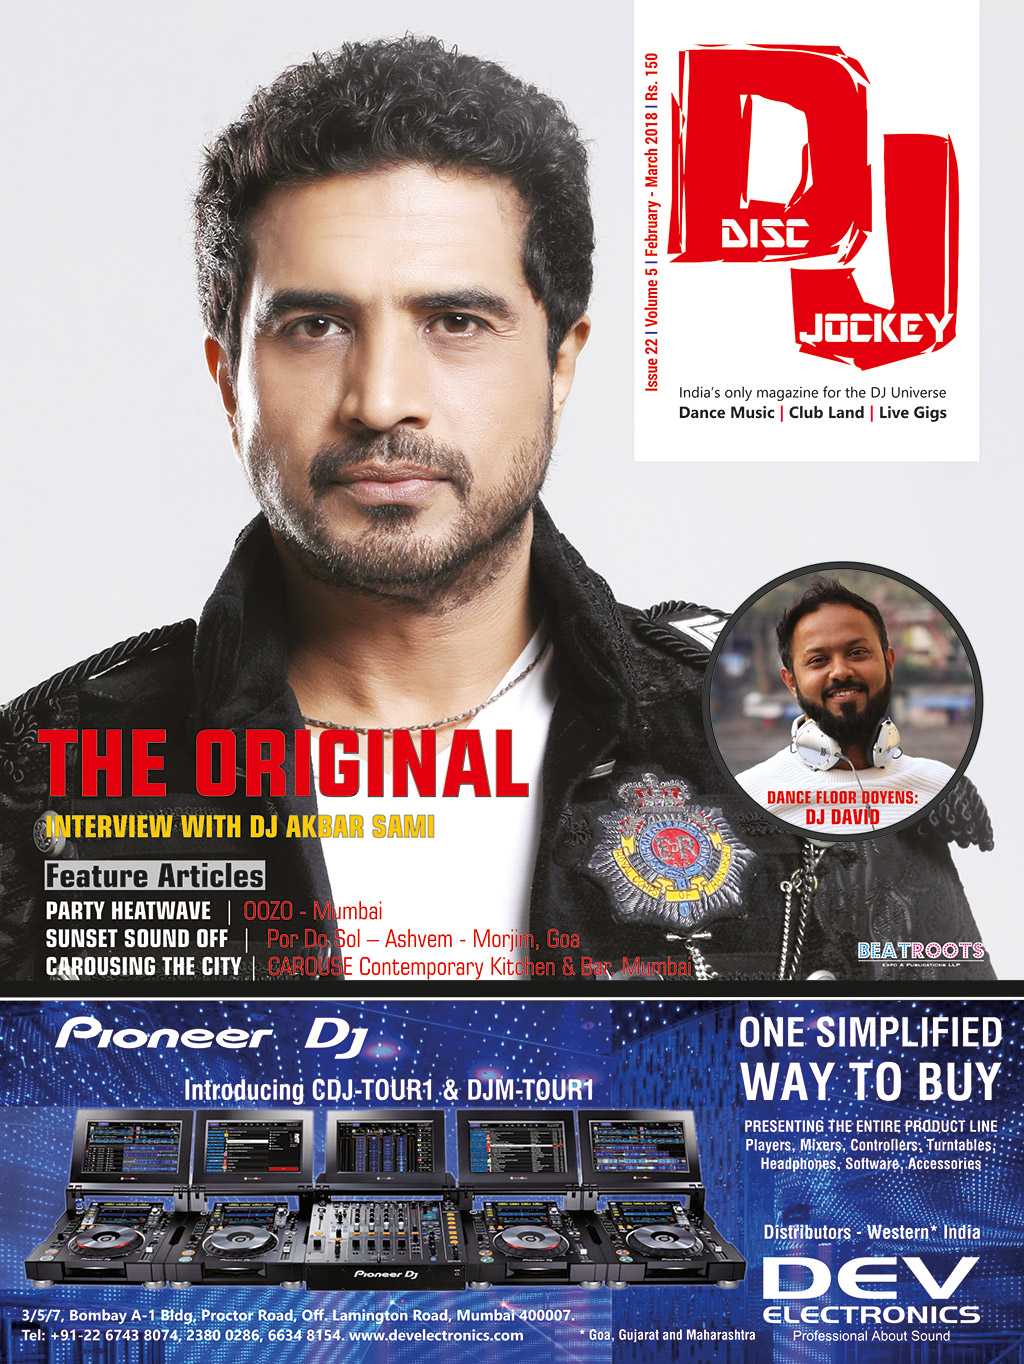 Issue 22 | Volume 5 | February - March 2018 | Rs. 150
DJ
DISC
JOCKEY
India's only magazine for the DJ Universe
Dance Music | Club Land | Live Gigs
THE ORIGINAL
INTERVIEW WITH DJ AKBAR SAMI
DANCE FLOOR DOYENS:
DJ DAVID
Feature Articles
PARTY HEATWAVE | OOZO - Mumbai
SUNSET SOUND OFF | Por Do Sol – Ashvem - Morjim, Goa
CAROUSING THE CITY | CAROUSE Contemporary Kitchen & Bar, Mumbai
BEATROOTS
EXPO & PUBLICATIONS LLP
Pioneer Dj
Introducing CDJ-TOUR1 & DJM-TOUR1
Pioneer Dj
3/5/7, Bombay A-1 Bldg, Proctor Road, Off. Lamington Road, Mumbai 400007.
Tel: +91-22 6743 8074, 2380 0286, 6634 8154. www.develectronics.com
ONE SIMPLIFIED
WAY TO BUY
PRESENTING THE ENTIRE PRODUCT LINE
Players, Mixers, Controllers, Turntables,
Headphones, Software, Accessories
Distributors - Western* India
DEV
ELECTRONICS
Professional About Sound
* Goa, Gujarat and Maharashtra